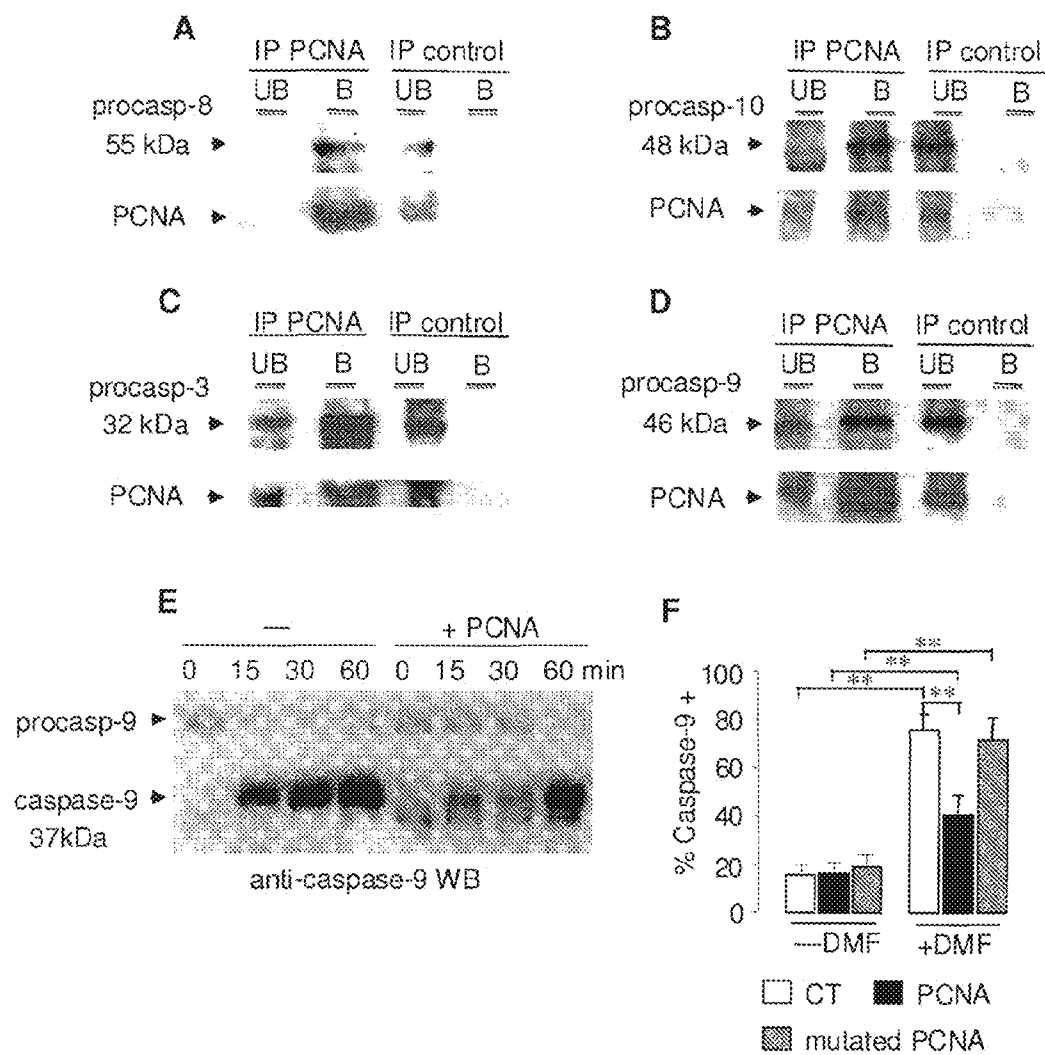 A
IP PCNA IP control
UB B UB B
procasp-8
55 kDa
PCNA
B
IP PCNA IP control
UB B UB B
procasp-10
48 kDa
PCNA
C
IP PCNA IP control
UB B UB B
procasp-3
32 kDa
PCNA
D
IP PCNA IP control
UB B UB B
procasp-9
46 kDa
PCNA
E
— + PCNA
0 15 30 60 0 15 30 60 min
procasp-9
caspase-9
37kDa
anti-caspase-9 WB
F
**
**
** **
100
80
60
40
20
0
% Caspase-9 +
—DMF +DMF
CT PCNA
mutated PCNA